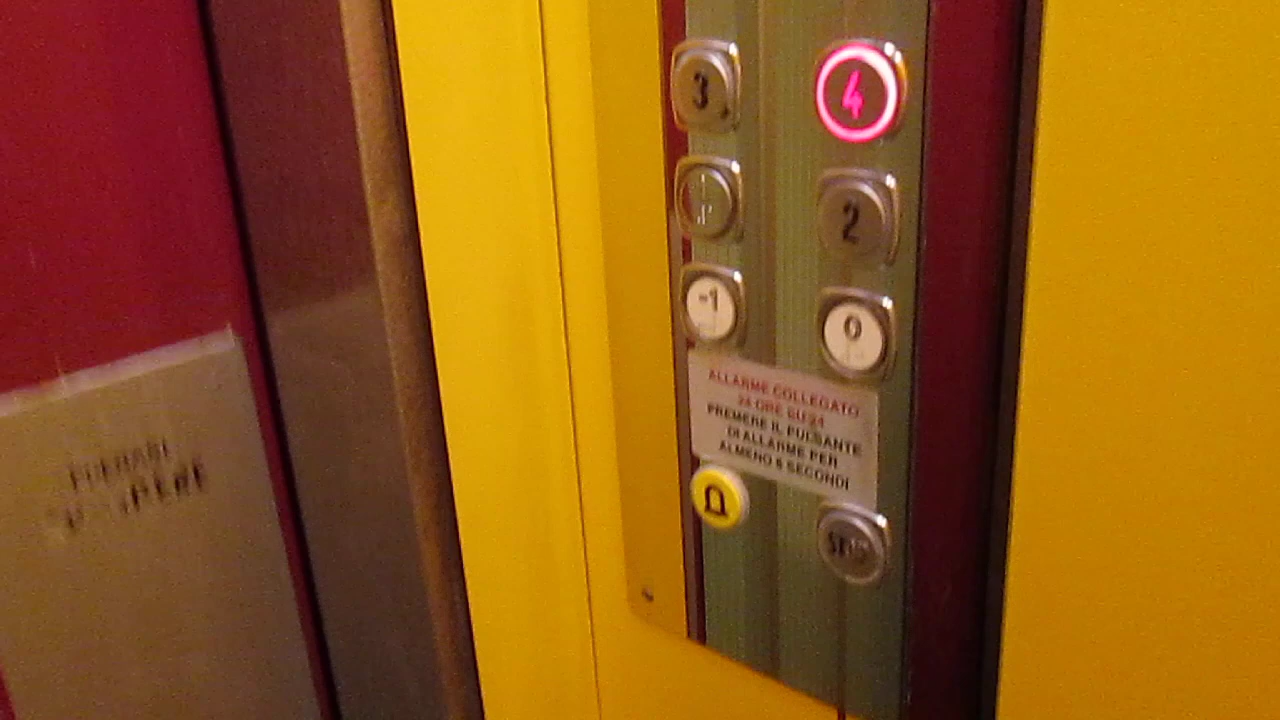 3 4
2
-1 0
ALLARME COLLEGATO
24 ORE SU 24
PREMERE IL PULSANTE
DI ALLARME PER
ALMENO 5 SECONDI